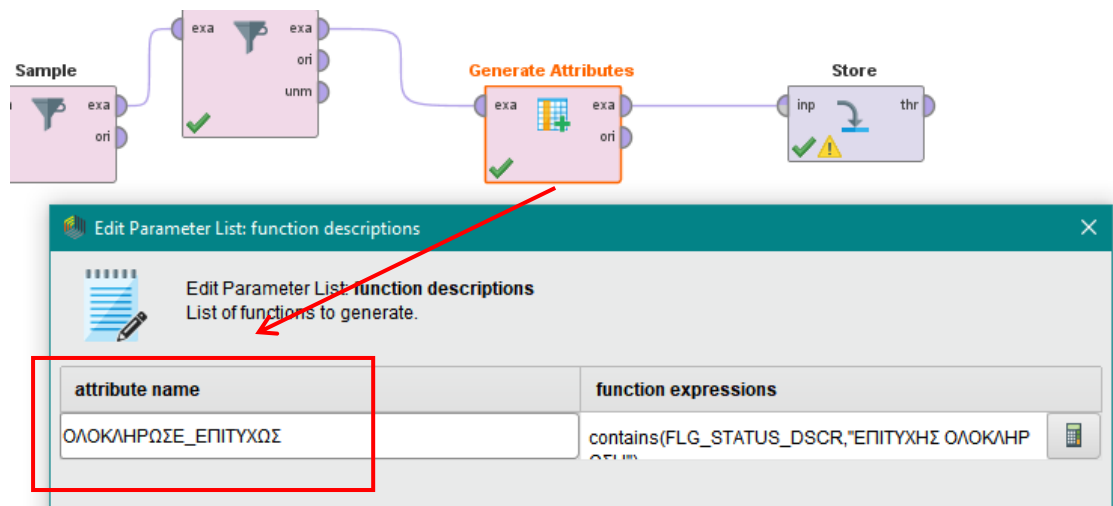 exa
exa
ori
unm
Sample
exa
ori
Generate Attributes
exa
exa
ori
Store
inp
thr
Edit Parameter List: function descriptions
Edit Parameter List: function descriptions
List of functions to generate.
attribute name
function expressions
ΟΛΟΚΛΗΡΩΣΕ_ΕΠΙΤΥΧΩΣ
contains(FLG_STATUS_DSCR,"ΕΠΙΤΥΧΗΣ ΟΛΟΚΛΗΡ